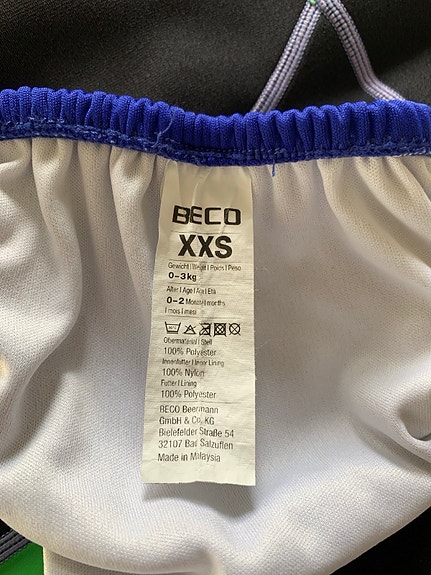 BECO
XXS
Gewicht | Weight | Poids | Peso
0-3kg
Alter | Age | Age | Età
0-2 Monate | months
| mois | mesi
Obermaterial | Shell
100% Polyester
Innenfutter | Inner Lining
100% Nylon
Futter | Lining
100% Polyester
BECO Beermann
GmbH & Co. KG
Bielefelder Straße 54
32107 Bad Salzuflen
Made in Malaysia